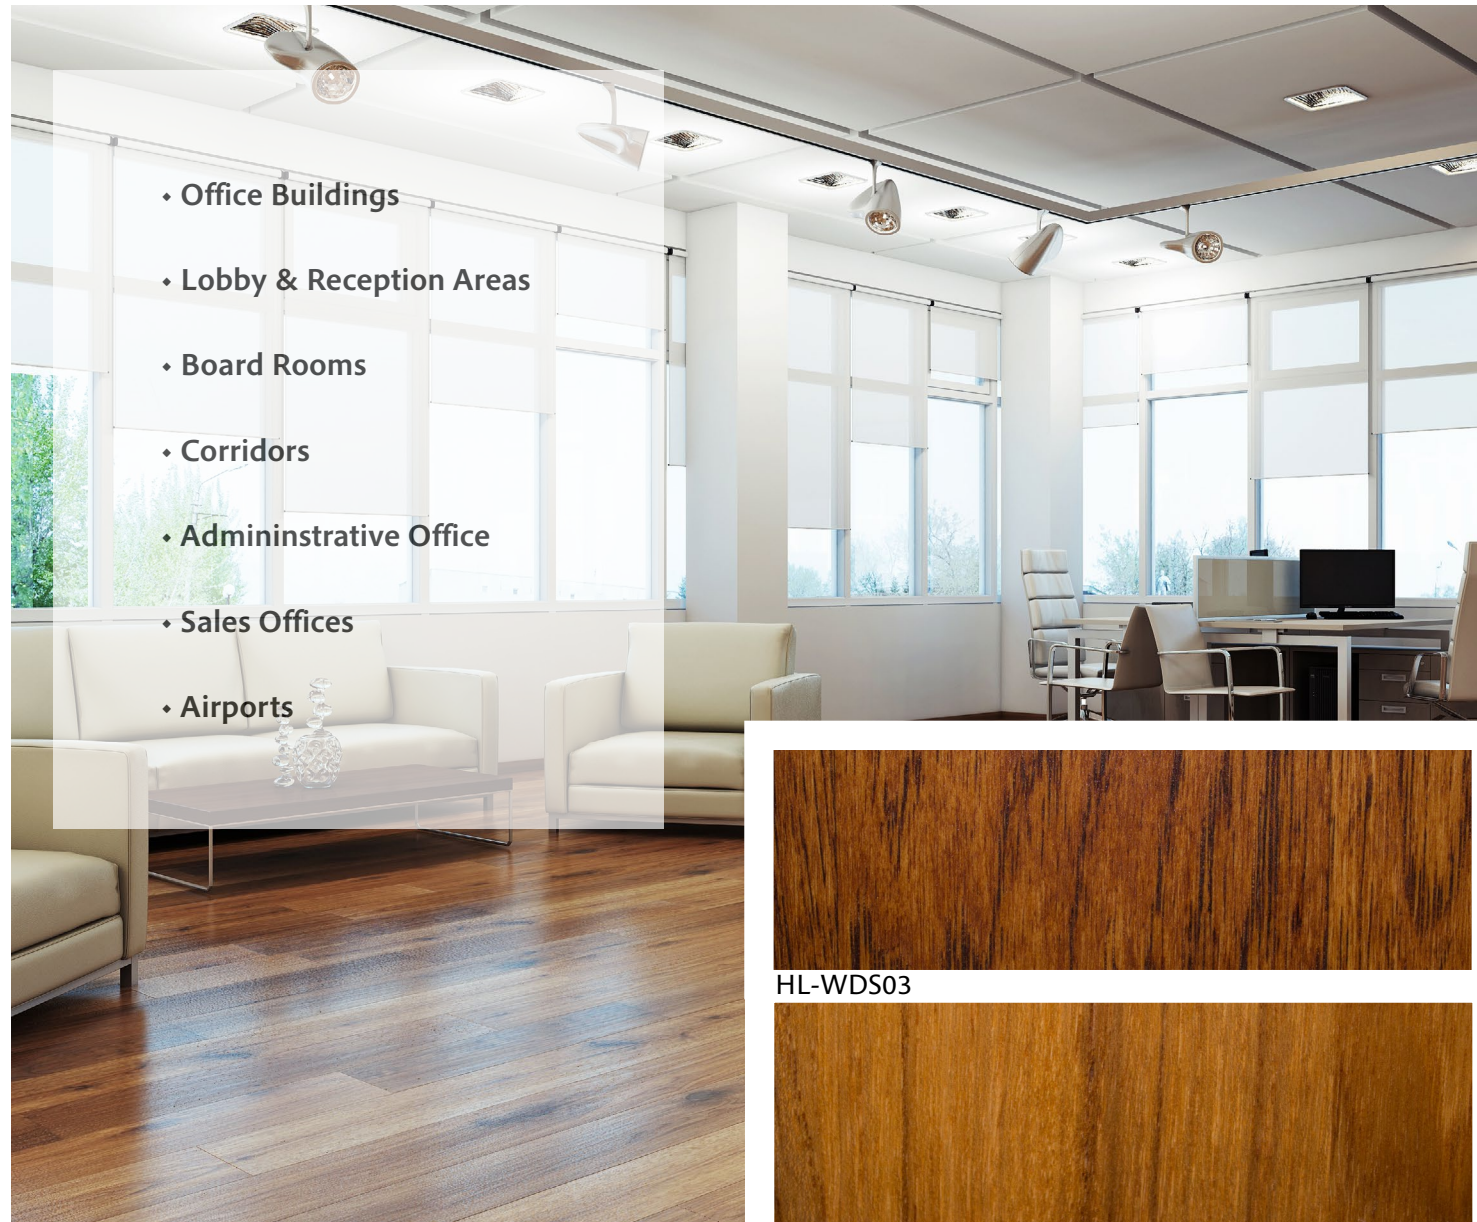 • Office Buildings
• Lobby & Reception Areas
• Board Rooms
• Corridors
• Admininstrative Office
• Sales Offices
• Airports
HL-WDS03